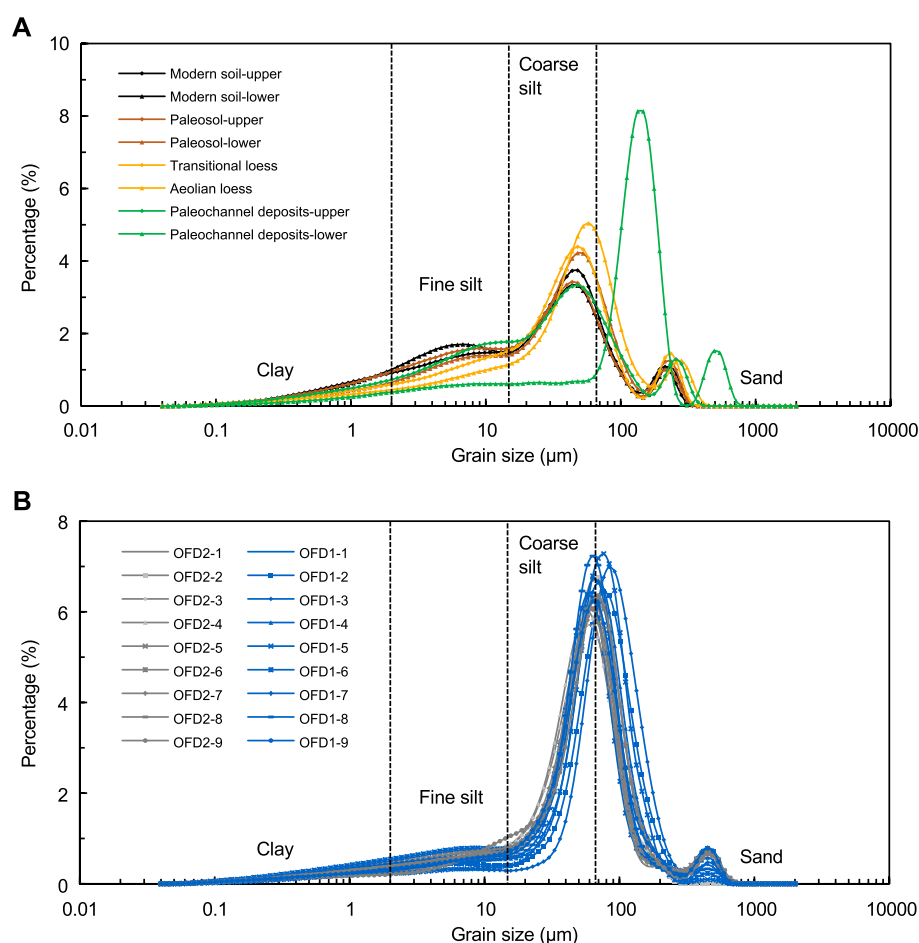 A
10
8
6
4
2
0
Percentage (%)
Modern soil-upper
Modern soil-lower
Paleosol-upper
Paleosol-lower
Transitional loess
Aeolian loess
Paleochannel deposits-upper
Paleochannel deposits-lower
Clay
Fine silt
Coarse
silt
Sand
0.01
0.1
1
10
100
1000
10000
Grain size (μm)
B
8
6
4
2
0
Percentage (%)
OFD2-1
OFD2-2
OFD2-3
OFD2-4
OFD2-5
OFD2-6
OFD2-7
OFD2-8
OFD2-9
OFD1-1
OFD1-2
OFD1-3
OFD1-4
OFD1-5
OFD1-6
OFD1-7
OFD1-8
OFD1-9
Clay
Fine silt
Coarse
silt
Sand
0.01
0.1
1
10
100
1000
10000
Grain size (μm)